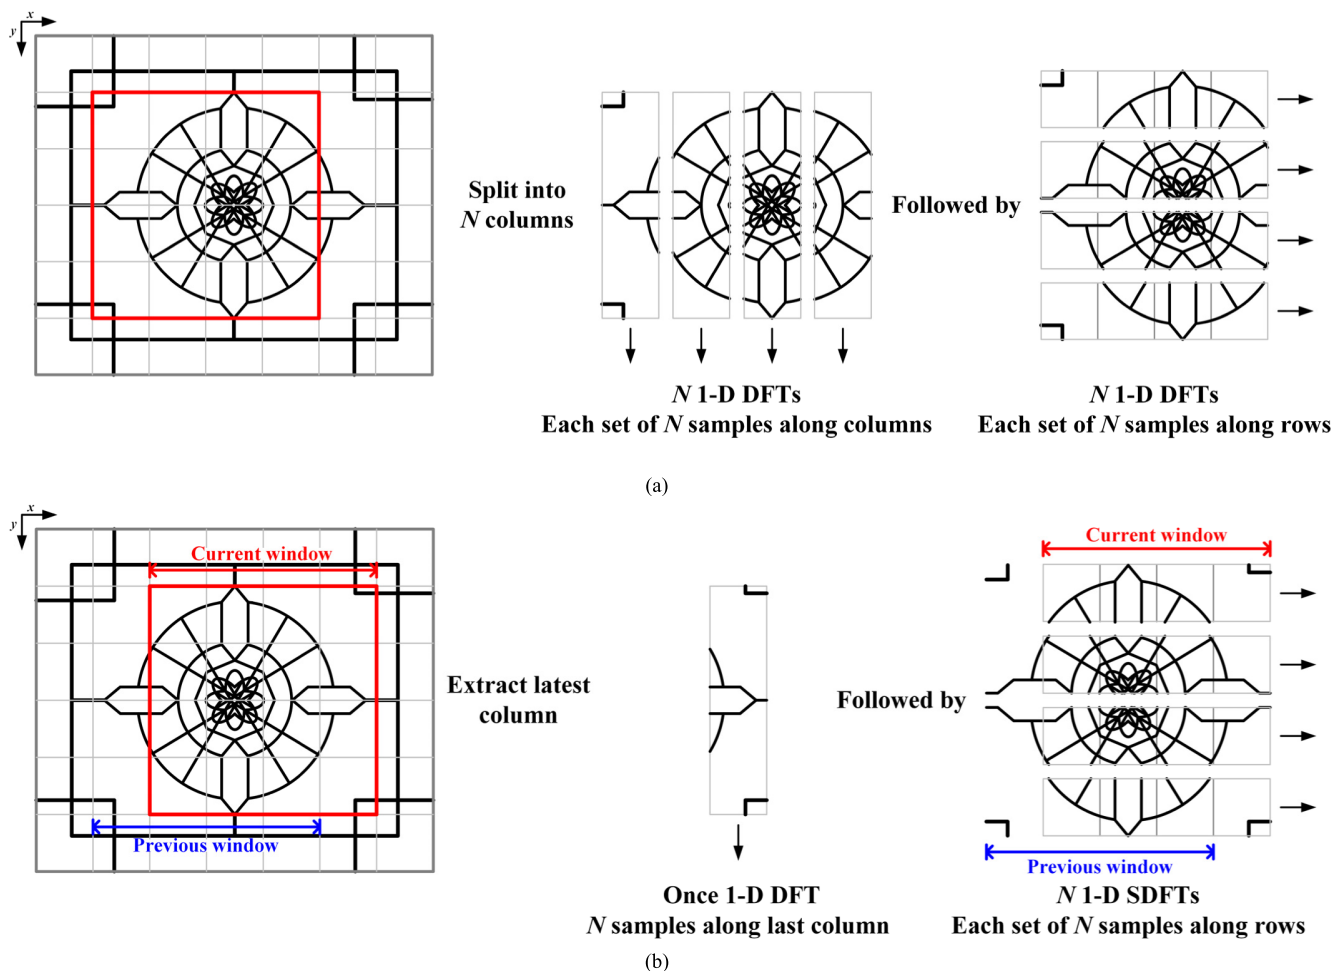 x
y
Split into
N columns
Followed by
N 1-D DFTs
Each set of N samples along columns
N 1-D DFTs
Each set of N samples along rows
(a)
x
y
Current window
Previous window
Extract latest
column
Once 1-D DFT
N samples along last column
Followed by
Current window
Previous window
N 1-D SDFTs
Each set of N samples along rows
(b)